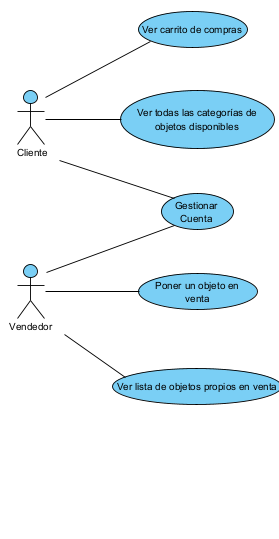 Ver carrito de compras
Ver todas las categorías de
objetos disponibles
Cliente
Gestionar
Cuenta
Poner un objeto en
venta
Vendedor
Ver lista de objetos propios en venta